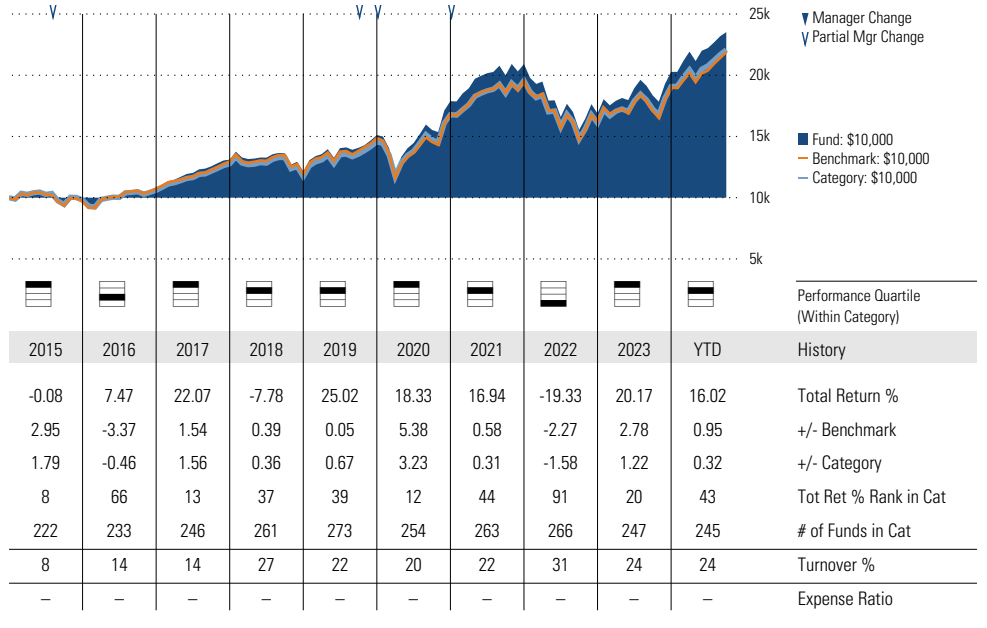 25k
20k
15k
10k
5k
Manager Change
Partial Mgr Change
Fund: $10,000
Benchmark: $10,000
Category: $10,000
Performance Quartile
(Within Category)
2015 2016 2017 2018 2019 2020 2021 2022 2023 YTD History
-0.08 7.47 22.07 -7.78 25.02 18.33 16.94 -19.33 20.17 16.02 Total Return %
2.95 -3.37 1.54 0.39 0.05 5.38 0.58 -2.27 2.78 0.95 +/- Benchmark
1.79 -0.46 1.56 0.36 0.67 3.23 0.31 -1.58 1.22 0.32 +/- Category
8 66 13 37 39 12 44 91 20 43 Tot Ret % Rank in Cat
222 233 246 261 273 254 263 266 247 245 # of Funds in Cat
8 14 14 27 22 20 22 31 24 24 Turnover %
– – – – – – – – – – Expense Ratio